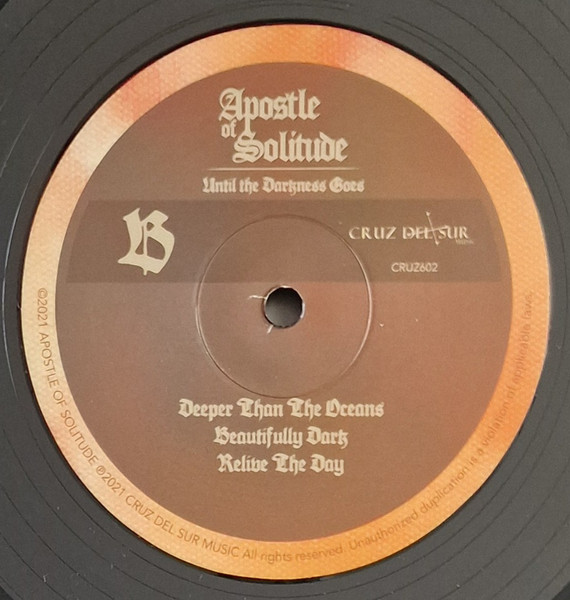 Apostle
of
Solitude
Until the Darkness Goes
B
CRUZ DEL SUR
CRUZ602
Deeper Than The Oceans
Beautifully Dark
Relive The Day
©2021 APOSTLE OF SOLITUDE ℗2021 CRUZ DEL SUR MUSIC All rights reserved. Unauthorized duplication is a violation of applicable laws.